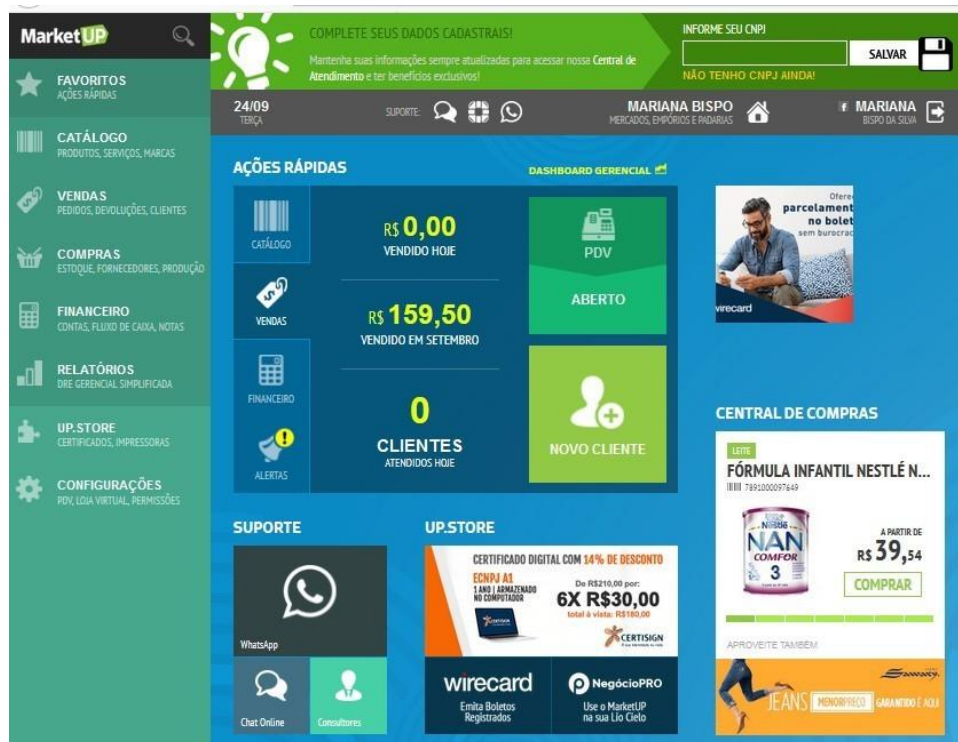 MarketUP
FAVORITOS
AÇÕES RÁPIDAS
CATÁLOGO
PRODUTOS, SERVIÇOS, MARCAS
VENDAS
PEDIDOS, DEVOLUÇÕES, CLIENTES
COMPRAS
ESTOQUE, FORNECEDORES, PRODUÇÃO
FINANCEIRO
CONTAS, FLUXO DE CAIXA, NOTAS
RELATÓRIOS
DRE GERENCIAL SIMPLIFICADA
UP.STORE
CERTIFICADOS, IMPRESSORAS
CONFIGURAÇÕES
PDV, LOJA VIRTUAL, PERMISSÕES
COMPLETE SEUS DADOS CADASTRAIS!
Mantenha suas informações sempre atualizadas para acessar nossa Central de
Atendimento e ter benefícios exclusivos!
INFORME SEU CNPJ
SALVAR
NÃO TENHO CNPJ AINDA!
24/09
TERÇA
SUPORTE:
MARIANA BISPO
MERCADOS, EMPÓRIOS E PADARIAS
MARIANA
BISPO DA SILVA
AÇÕES RÁPIDAS
DASHBOARD GERENCIAL
CATÁLOGO
VENDAS
FINANCEIRO
ALERTAS
R$ 0,00
VENDIDO HOJE
R$ 159,50
VENDIDO EM SETEMBRO
0
CLIENTES
ATENDIDOS HOJE
PDV
ABERTO
NOVO CLIENTE
Ofere
parcelament
no bolet
sem burocrac
wirecard
CENTRAL DE COMPRAS
LEITE
FÓRMULA INFANTIL NESTLÉ N...
7891000097649
Nestlé
NAN
COMFOR
3
A PARTIR DE
R$ 39,54
COMPRAR
APROVEITE TAMBÉM
JEANS MENOR PREÇO GARANTIDO É AQUI
SUPORTE
WhatsApp
Chat Online
Consultores
UP.STORE
CERTIFICADO DIGITAL COM 14% DE DESCONTO
ECNPJ A1
1 ANO | ARMAZENADO
NO COMPUTADOR
De R$210,00 por:
6X R$30,00
total à vista: R$180,00
CERTISIGN
wirecard
Emita Boletos
Registrados
NegócioPRO
Use o MarketUP
na sua Lio Cielo